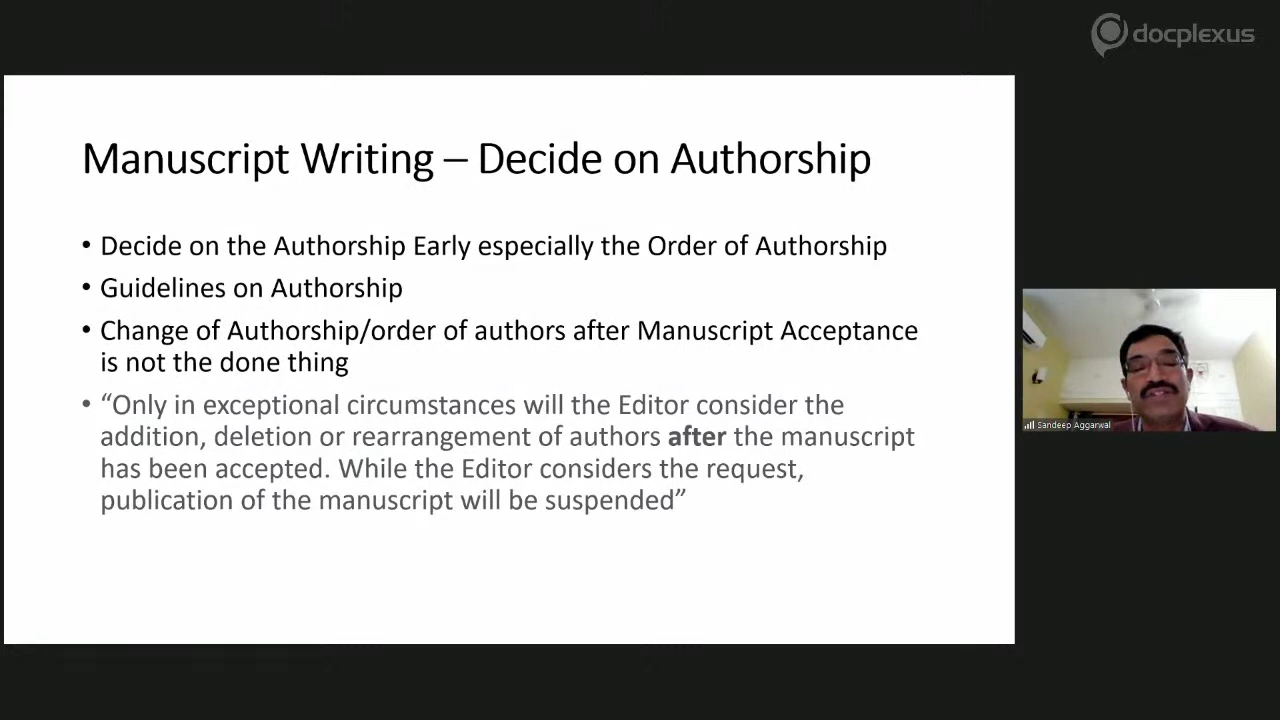 docplexus
Manuscript Writing – Decide on Authorship
• Decide on the Authorship Early especially the Order of Authorship
• Guidelines on Authorship
• Change of Authorship/order of authors after Manuscript Acceptance
is not the done thing
• “Only in exceptional circumstances will the Editor consider the
addition, deletion or rearrangement of authors after the manuscript
has been accepted. While the Editor considers the request,
publication of the manuscript will be suspended”
Sandeep Aggarwal